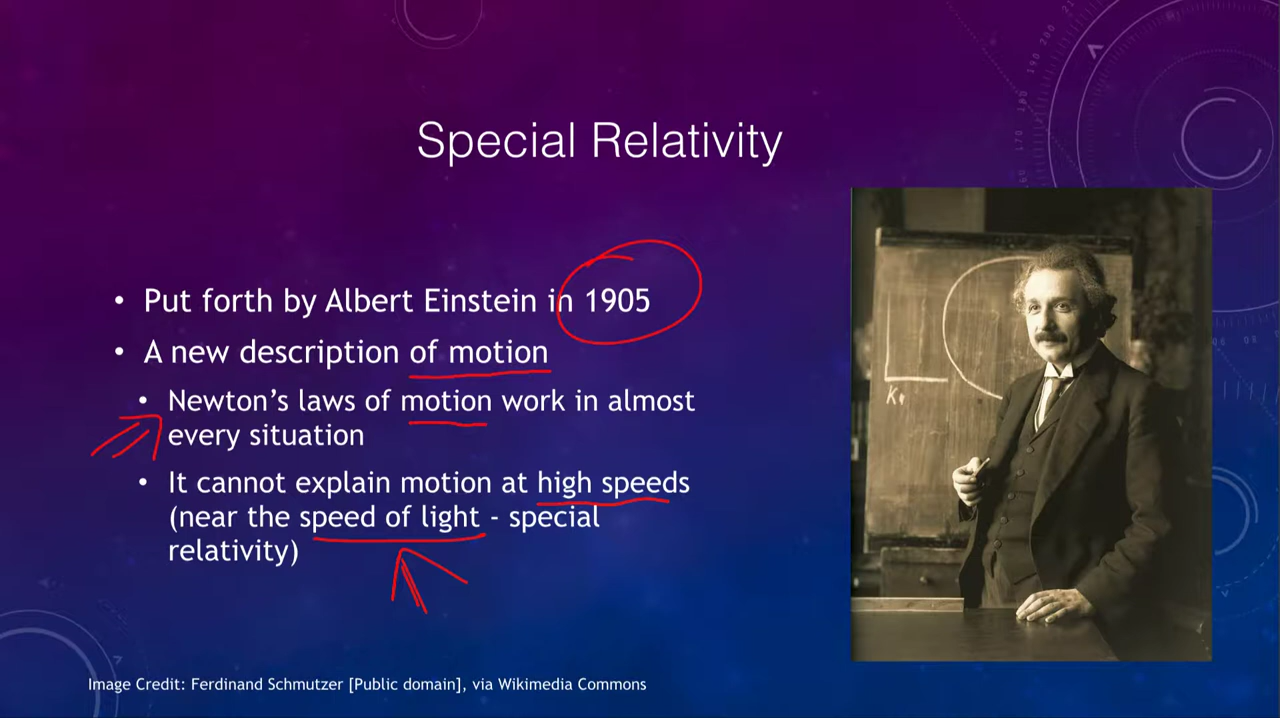 Special Relativity
• Put forth by Albert Einstein in 1905
• A new description of motion
• Newton’s laws of motion work in almost
every situation
• It cannot explain motion at high speeds
(near the speed of light - special
relativity)
Image Credit: Ferdinand Schmutzer [Public domain], via Wikimedia Commons